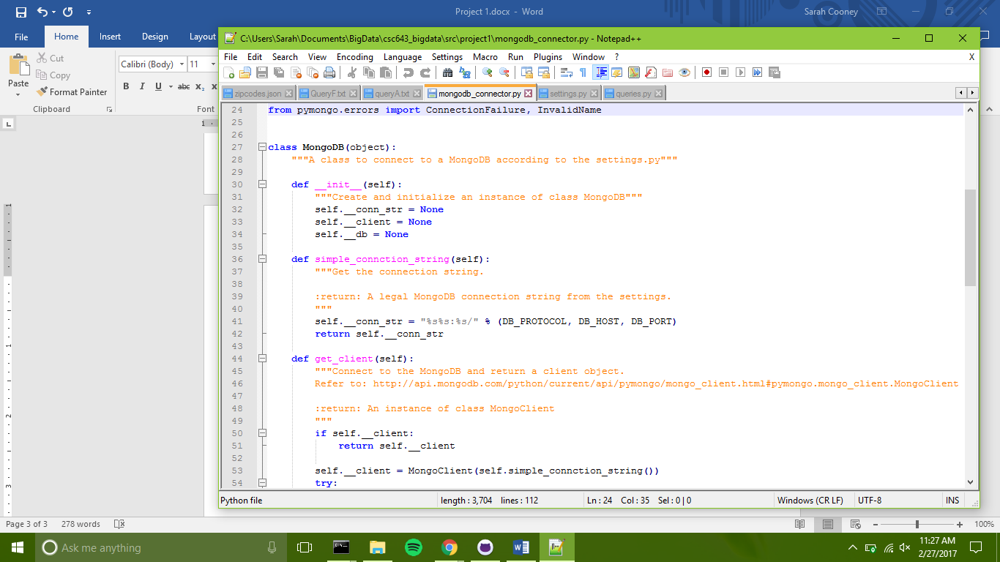 Project 1.docx - Word
Sarah Cooney
File Home Insert Design Layout
Cut
Copy
Paste
Format Painter
Clipboard
Calibri (Body) 11
B I U abc x₂ x
Font
C:\Users\Sarah\Documents\BigData\csc643_bigdata\src\project1\mongodb_connector.py - Notepad++
File Edit Search View Encoding Language Settings Macro Run Plugins Window ? X
zipcodes.json QueryF.txt queryA.txt mongodb_connector.py settings.py queries.py
24 from pymongo.errors import ConnectionFailure, InvalidName
25
26
27 class MongoDB(object):
28 """A class to connect to a MongoDB according to the settings.py"""
29
30 def __init__(self):
31 """Create and initialize an instance of class MongoDB"""
32 self.__conn_str = None
33 self.__client = None
34 self.__db = None
35
36 def simple_connction_string(self):
37 """Get the connection string.
38
39 :return: A legal MongoDB connection string from the settings.
40 """
41 self.__conn_str = "%s%s:%s/" % (DB_PROTOCOL, DB_HOST, DB_PORT)
42 return self.__conn_str
43
44 def get_client(self):
45 """Connect to the MongoDB and return a client object.
46 Refer to: http://api.mongodb.com/python/current/api/pymongo/mongo_client.html#pymongo.mongo_client.MongoClient
47
48 :return: An instance of class MongoClient
49 """
50 if self.__client:
51 return self.__client
52
53 self.__client = MongoClient(self.simple_connction_string())
54 try:
Python file length : 3,704 lines : 112 Ln : 24 Col : 35 Sel : 0 | 0 Windows (CR LF) UTF-8 INS
Page 3 of 3 278 words 100%
Ask me anything
11:27 AM
2/27/2017